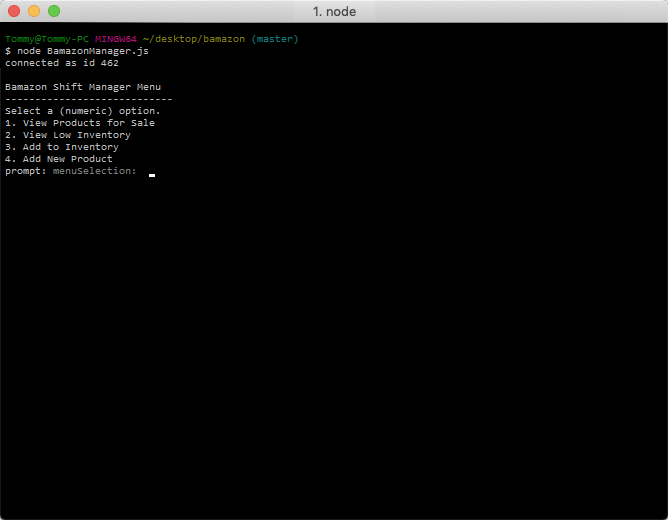 1. node
Tommy@Tommy-PC MINGW64 ~/desktop/bamazon (master)
$ node BamazonManager.js
connected as id 462
Bamazon Shift Manager Menu
----------------------------
Select a (numeric) option.
1. View Products for Sale
2. View Low Inventory
3. Add to Inventory
4. Add New Product
prompt: menuSelection: